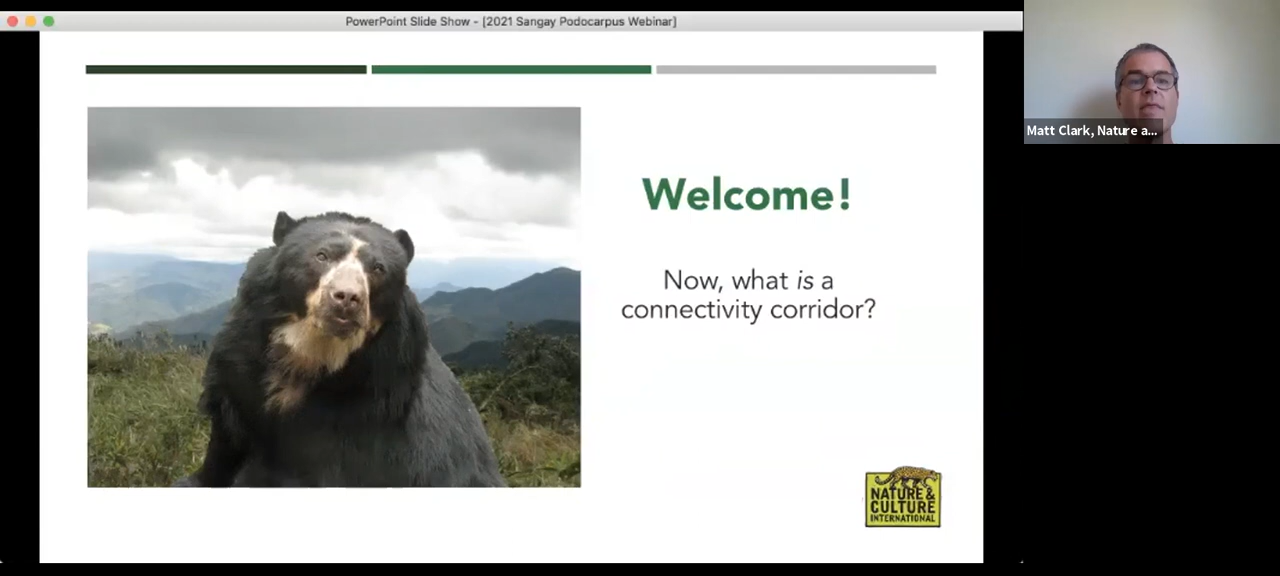 PowerPoint Slide Show - [2021 Sangay Podocarpus Webinar]
Matt Clark, Nature a...
Welcome!
Now, what is a
connectivity corridor?
NATURE &
CULTURE
INTERNATIONAL